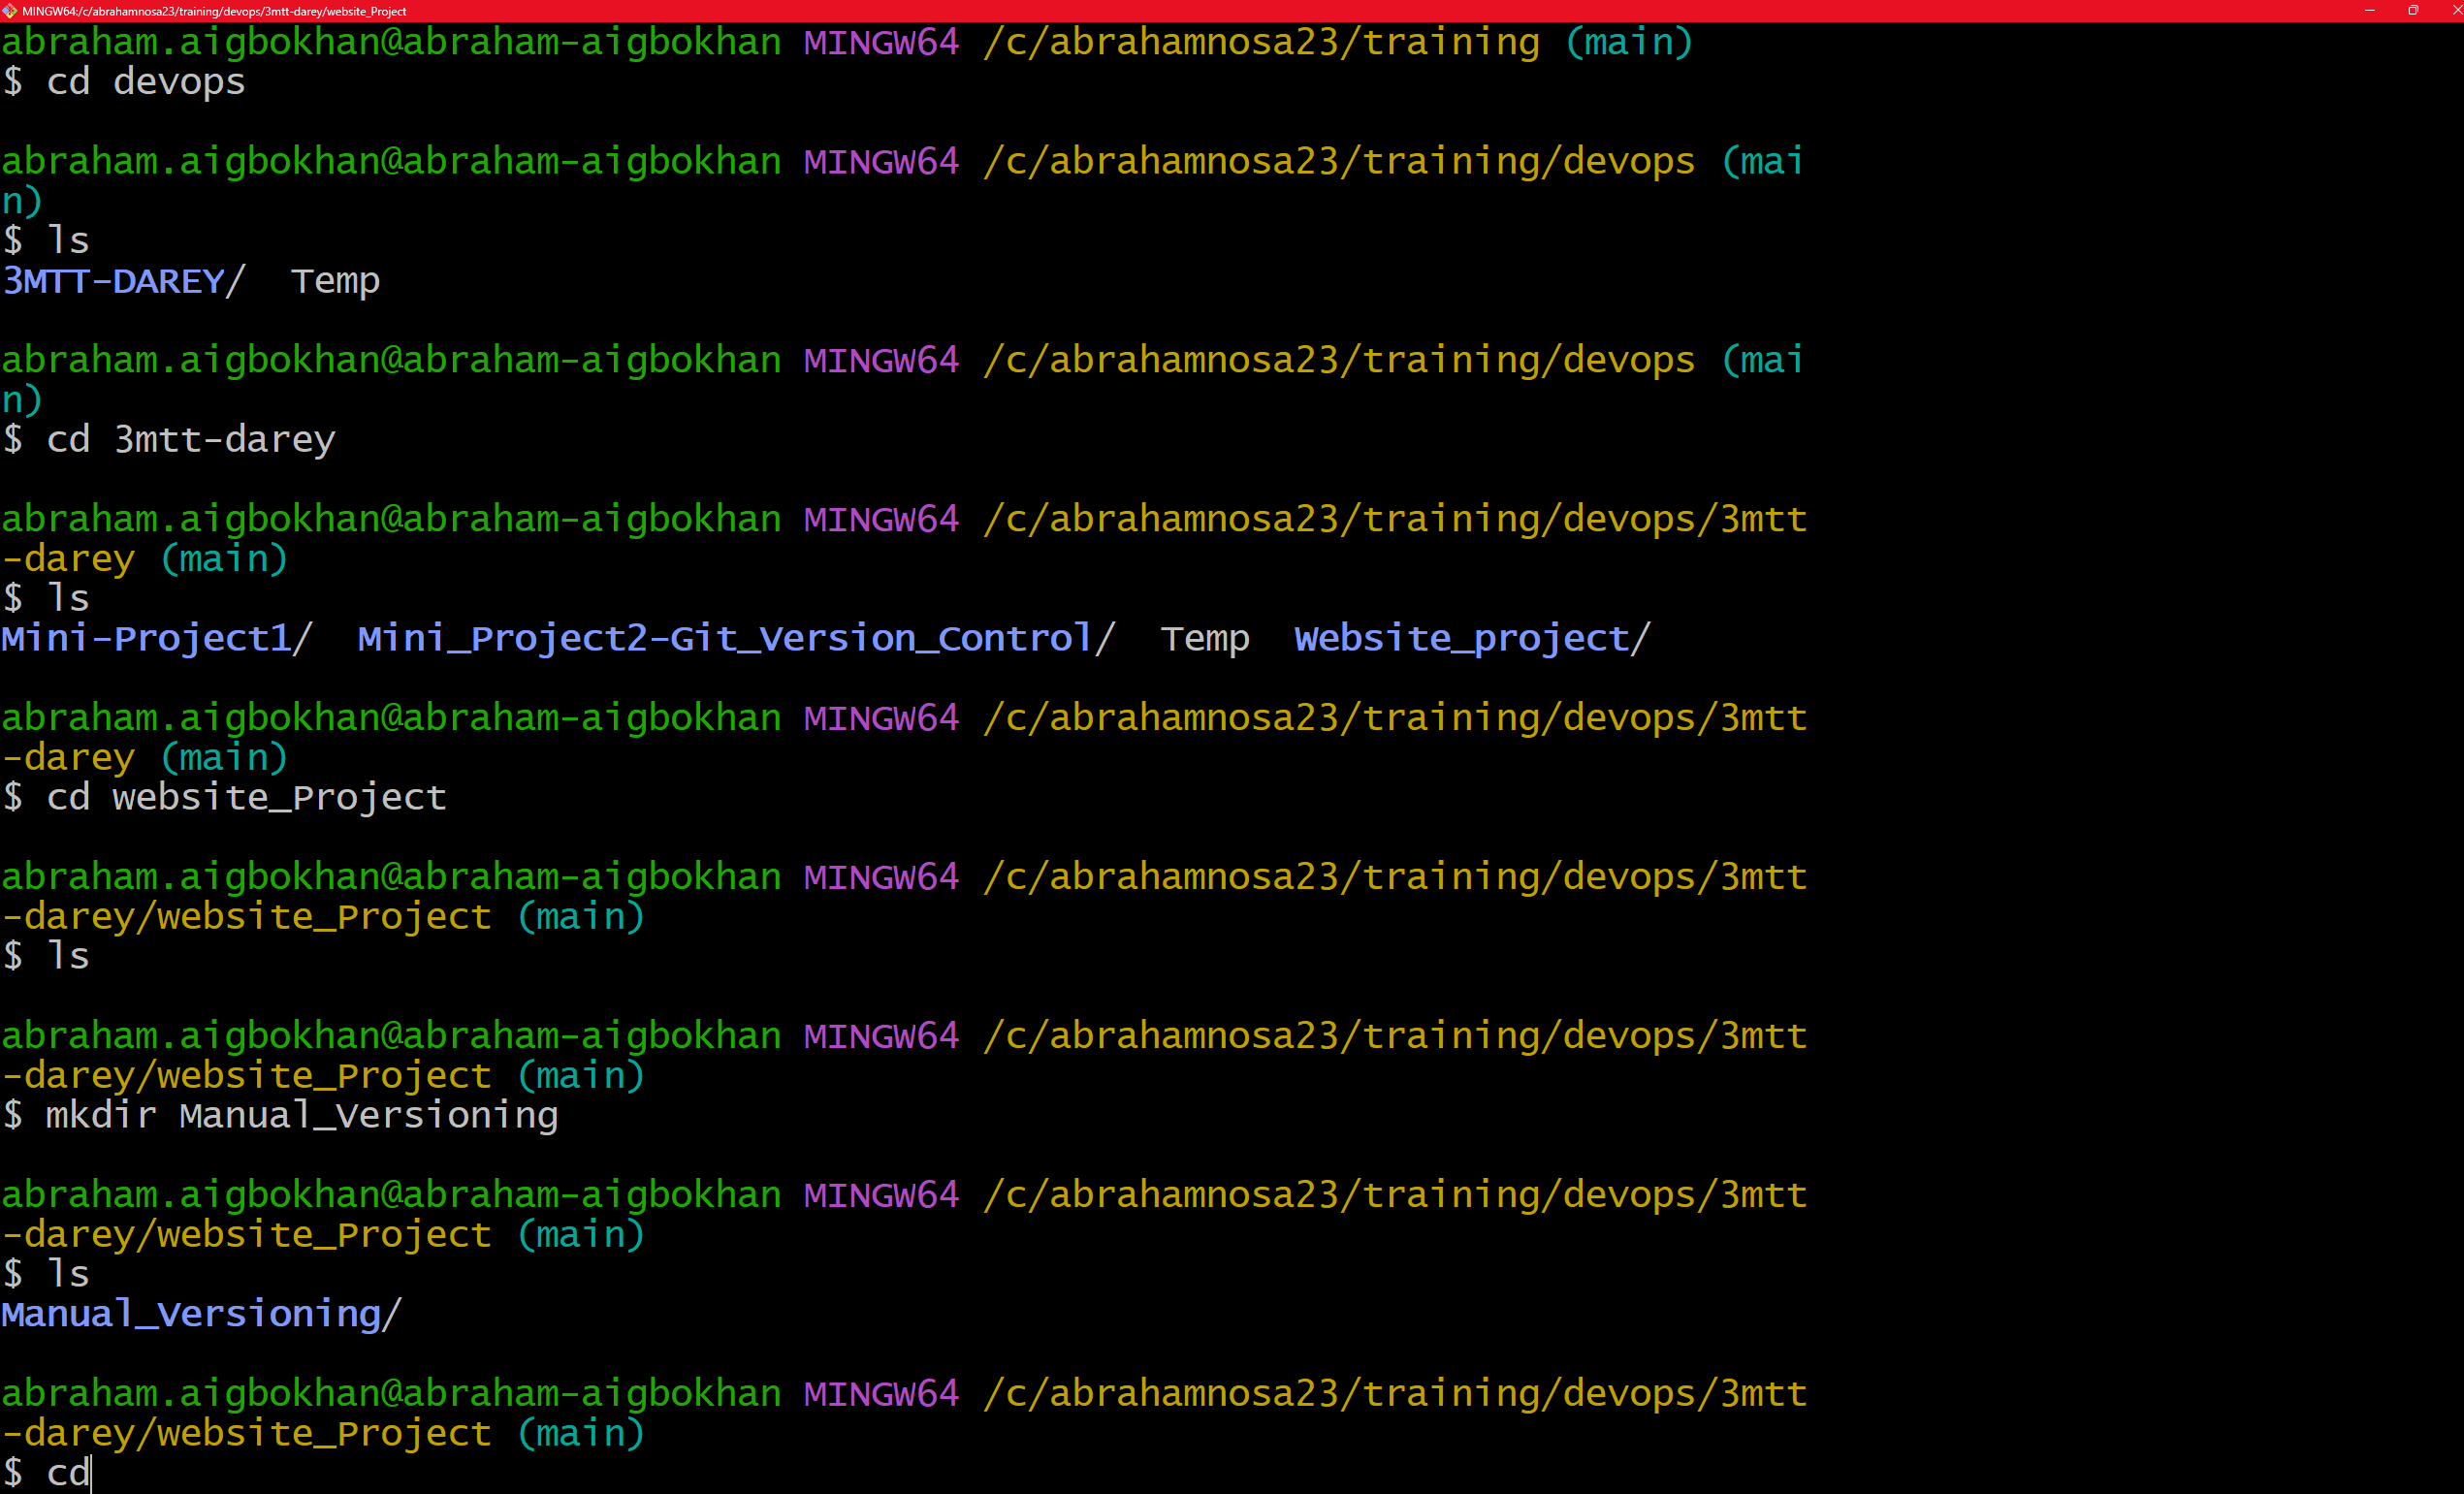 MINGW64:/c/abrahamnosa23/training/devops/3mtt-darey/website_Project
abraham.aigbokhan@abraham-aigbokhan MINGW64 /c/abrahamnosa23/training (main)
$ cd devops
abraham.aigbokhan@abraham-aigbokhan MINGW64 /c/abrahamnosa23/training/devops (mai
n)
$ ls
3MTT-DAREY/  Temp
abraham.aigbokhan@abraham-aigbokhan MINGW64 /c/abrahamnosa23/training/devops (mai
n)
$ cd 3mtt-darey
abraham.aigbokhan@abraham-aigbokhan MINGW64 /c/abrahamnosa23/training/devops/3mtt
-darey (main)
$ ls
Mini-Project1/  Mini_Project2-Git_Version_Control/  Temp  Website_project/
abraham.aigbokhan@abraham-aigbokhan MINGW64 /c/abrahamnosa23/training/devops/3mtt
-darey (main)
$ cd website_Project
abraham.aigbokhan@abraham-aigbokhan MINGW64 /c/abrahamnosa23/training/devops/3mtt
-darey/website_Project (main)
$ ls
abraham.aigbokhan@abraham-aigbokhan MINGW64 /c/abrahamnosa23/training/devops/3mtt
-darey/website_Project (main)
$ mkdir Manual_Versioning
abraham.aigbokhan@abraham-aigbokhan MINGW64 /c/abrahamnosa23/training/devops/3mtt
-darey/website_Project (main)
$ ls
Manual_Versioning/
abraham.aigbokhan@abraham-aigbokhan MINGW64 /c/abrahamnosa23/training/devops/3mtt
-darey/website_Project (main)
$ cd